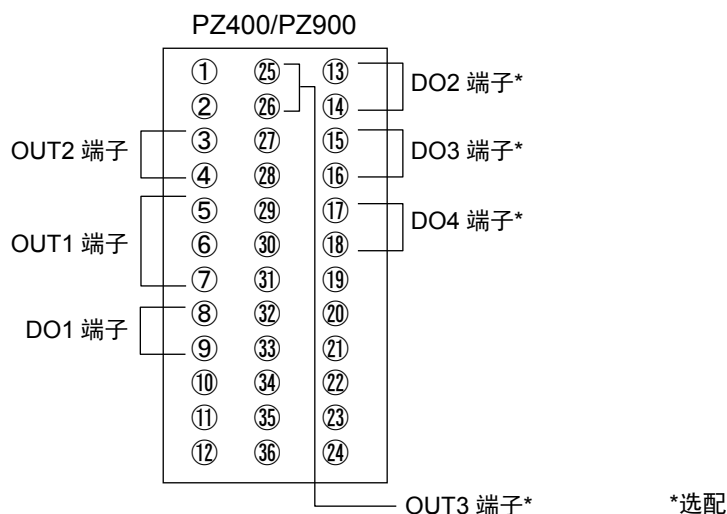 PZ400/PZ900
① ㉕ ⑬
DO2 端子*
② ㉖ ⑭
③ ㉗ ⑮
OUT2 端子
DO3 端子*
④ ㉘ ⑯
⑤ ㉙ ⑰
DO4 端子*
OUT1 端子
⑥ ㉚ ⑱
⑦ ㉛ ⑲
⑧ ㉜ ⑳
DO1 端子
⑨ ㉝ ㉑
⑩ ㉞ ㉒
⑪ ㉟ ㉓
⑫ ㊱ ㉔
OUT3 端子* *选配